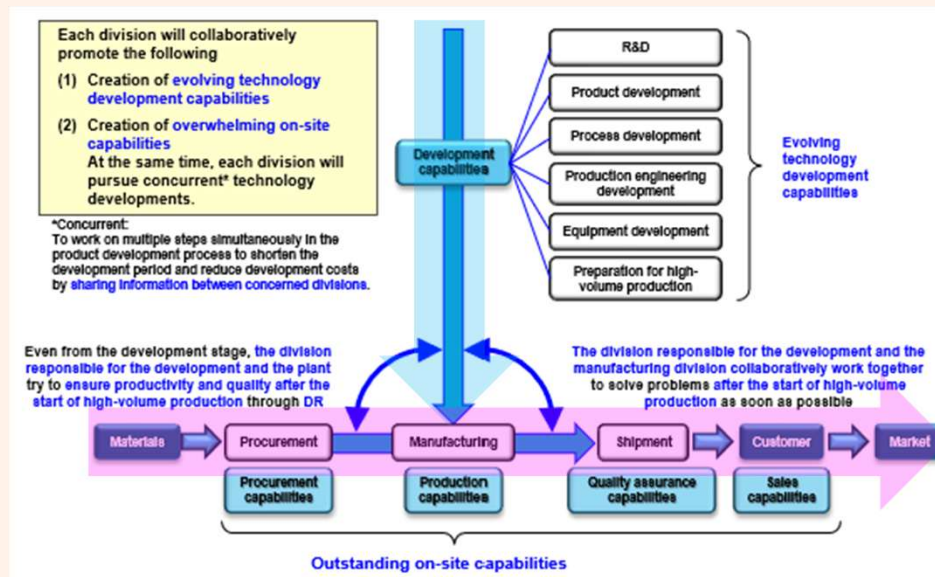 Each division will collaboratively
promote the following
(1) Creation of evolving technology
development capabilities
(2) Creation of overwhelming on-site
capabilities
At the same time, each division will
pursue concurrent* technology
developments.
*Concurrent:
To work on multiple steps simultaneously in the
product development process to shorten the
development period and reduce development costs
by sharing information between concerned divisions.
Development
capabilities
R&D
Product development
Process development
Production engineering
development
Equipment development
Preparation for high-
volume production
Evolving
technology
development
capabilities
Even from the development stage, the division
responsible for the development and the plant
try to ensure productivity and quality after the
start of high-volume production through DR
The division responsible for the development and the
manufacturing division collaboratively work together
to solve problems after the start of high-volume
production as soon as possible
Materials
Procurement
Manufacturing
Shipment
Customer
Market
Procurement
capabilities
Production
capabilities
Quality assurance
capabilities
Sales
capabilities
Outstanding on-site capabilities